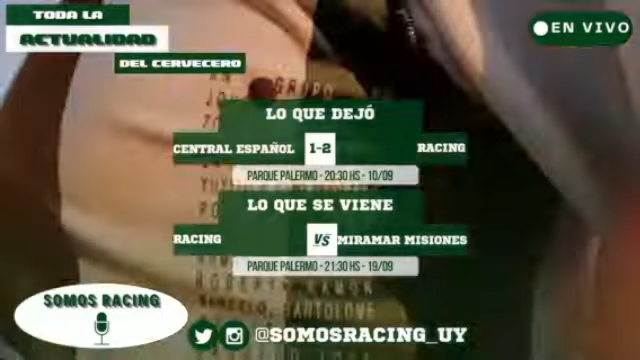 TODA LA
ACTUALIDAD
DEL CERVECERO
EN VIVO
GRUPO
LO QUE DEJÓ
CENTRAL ESPAÑOL 1-2 RACING
PARQUE PALERMO - 20:30 HS - 10/09
LO QUE SE VIENE
RACING VS MIRAMAR MISIONES
PARQUE PALERMO - 21:30 HS - 19/09
SOMOS RACING
@SOMOSRACING_UY